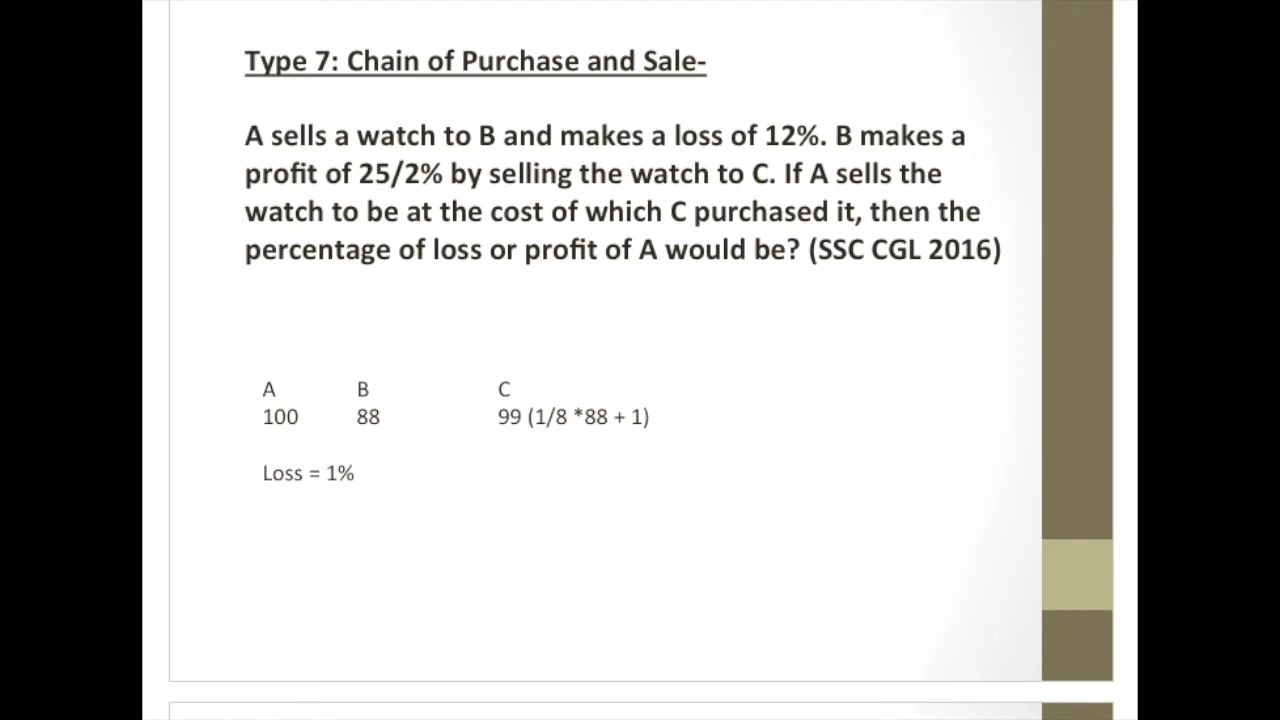 Type 7: Chain of Purchase and Sale-
A sells a watch to B and makes a loss of 12%. B makes a
profit of 25/2% by selling the watch to C. If A sells the
watch to be at the cost of which C purchased it, then the
percentage of loss or profit of A would be? (SSC CGL 2016)
A B C
100 88 99 (1/8 *88 + 1)
Loss = 1%